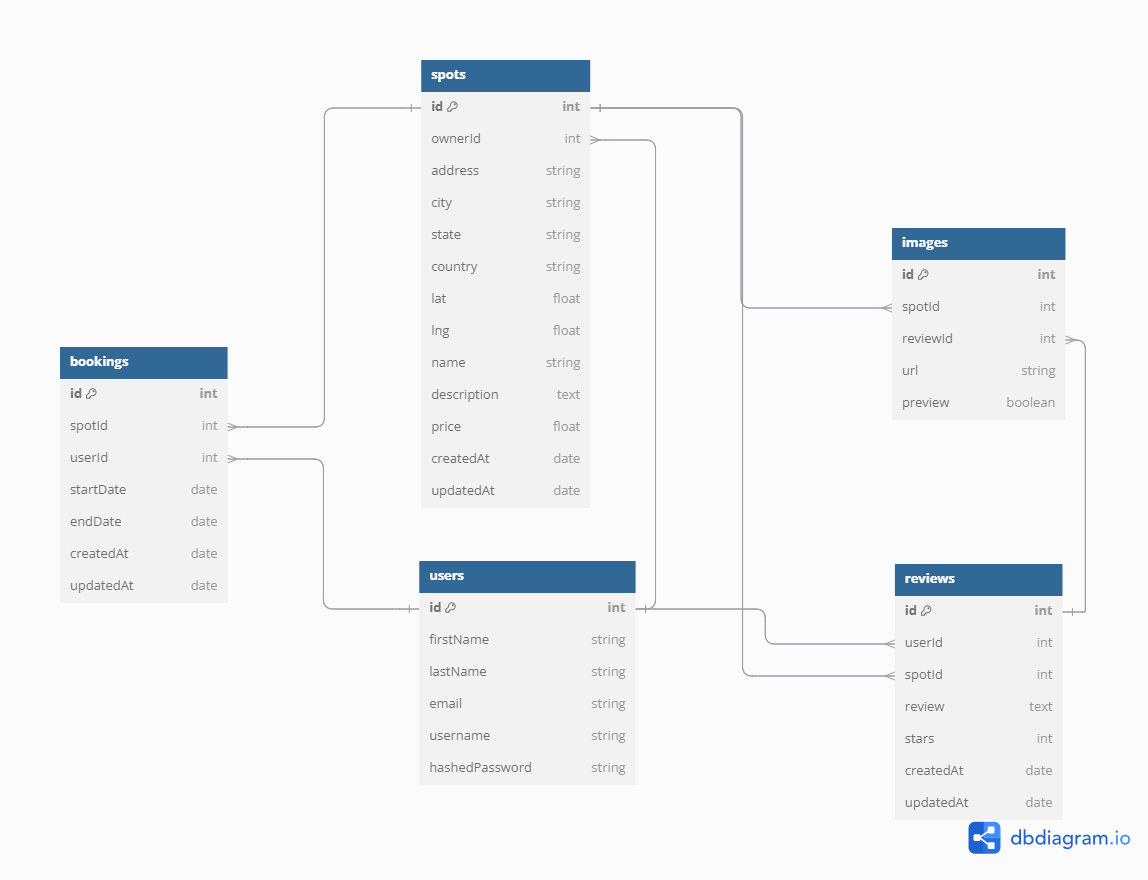 spots
id int
ownerId int
address string
city string
state string
country string
lat float
lng float
name string
description text
price float
createdAt date
updatedAt date
images
id int
spotId int
reviewId int
url string
preview boolean
bookings
id int
spotId int
userId int
startDate date
endDate date
createdAt date
updatedAt date
users
id int
firstName string
lastName string
email string
username string
hashedPassword string
reviews
id int
userId int
spotId int
review text
stars int
createdAt date
updatedAt date
dbdiagram.io